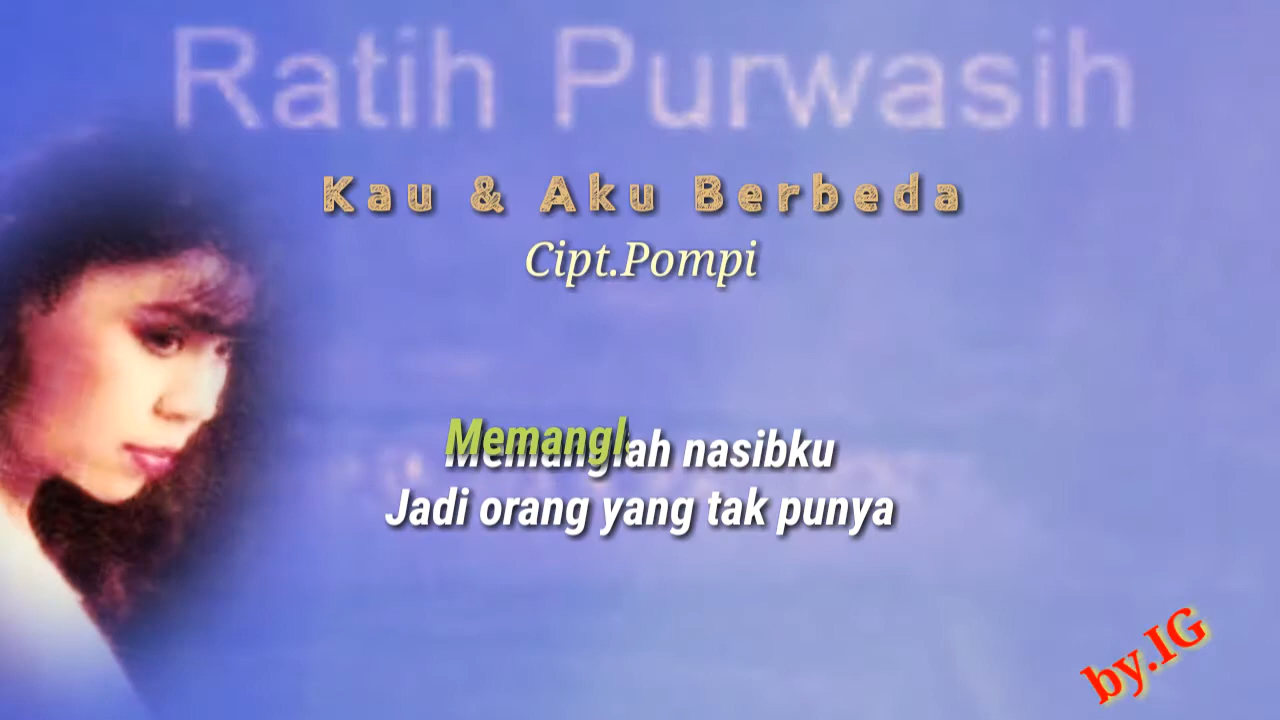 Ratih Purwasih
Kau & Aku Berbeda
Cipt.Pompi
Memanglah nasibku
Jadi orang yang tak punya
by.IG